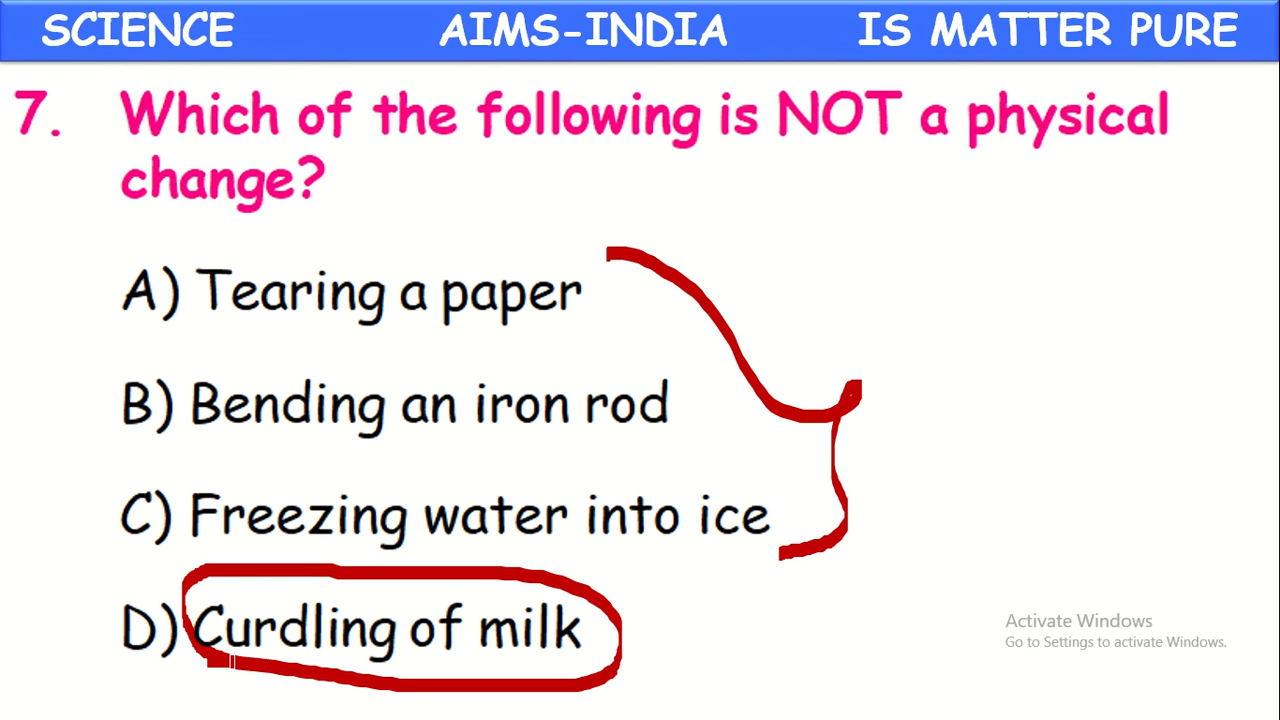 SCIENCE AIMS-INDIA IS MATTER PURE
7. Which of the following is NOT a physical
change?
A) Tearing a paper
B) Bending an iron rod
C) Freezing water into ice
D) Curdling of milk
Activate Windows
Go to Settings to activate Windows.